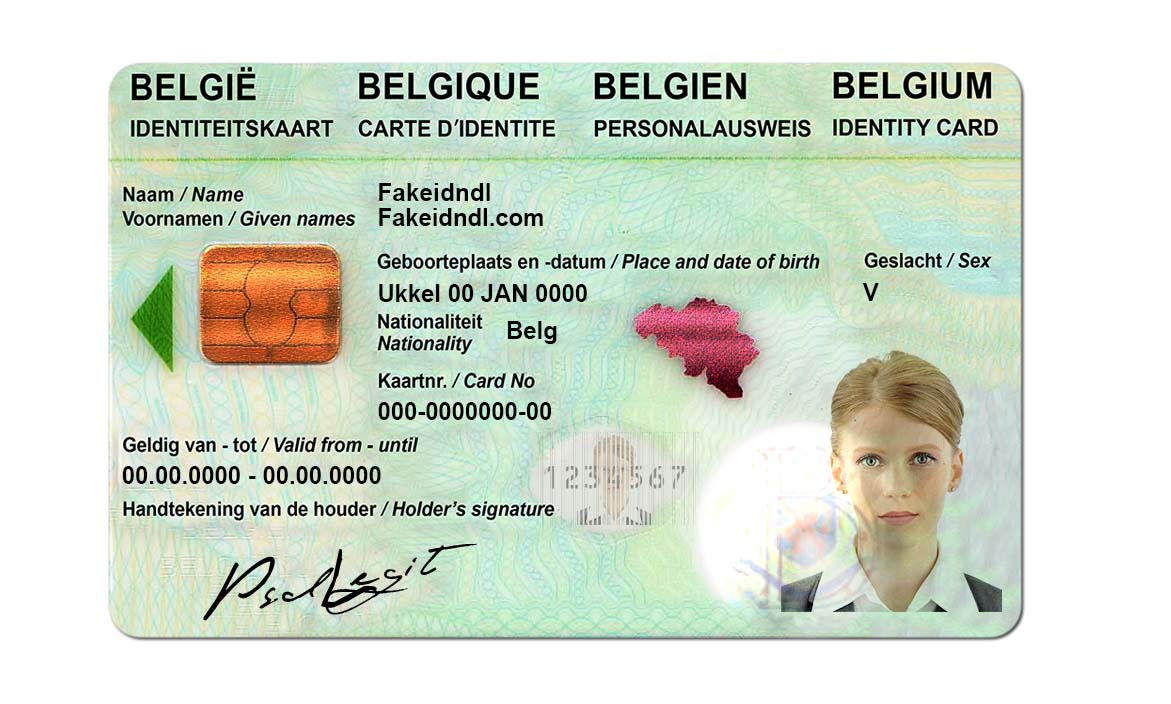 BELGIË BELGIQUE BELGIEN BELGIUM
IDENTITEITSKAART CARTE D'IDENTITE PERSONALAUSWEIS IDENTITY CARD
Naam / Name Fakeidndl
Voornamen / Given names Fakeidndl.com
Geboorteplaats en -datum / Place and date of birth Geslacht / Sex
Ukkel 00 JAN 0000 V
Nationaliteit Belg
Nationality
Kaartnr. / Card No
000-0000000-00
Geldig van - tot / Valid from - until
00.00.0000 - 00.00.0000
1234567
Handtekening van de houder / Holder's signature